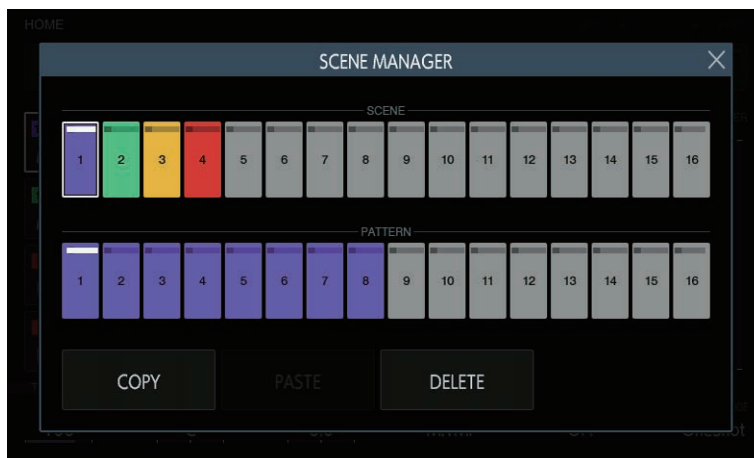 HOME
SCENE MANAGER
SCENE
1 2 3 4 5 6 7 8 9 10 11 12 13 14 15 16
PATTERN
1 2 3 4 5 6 7 8 9 10 11 12 13 14 15 16
COPY PASTE DELETE